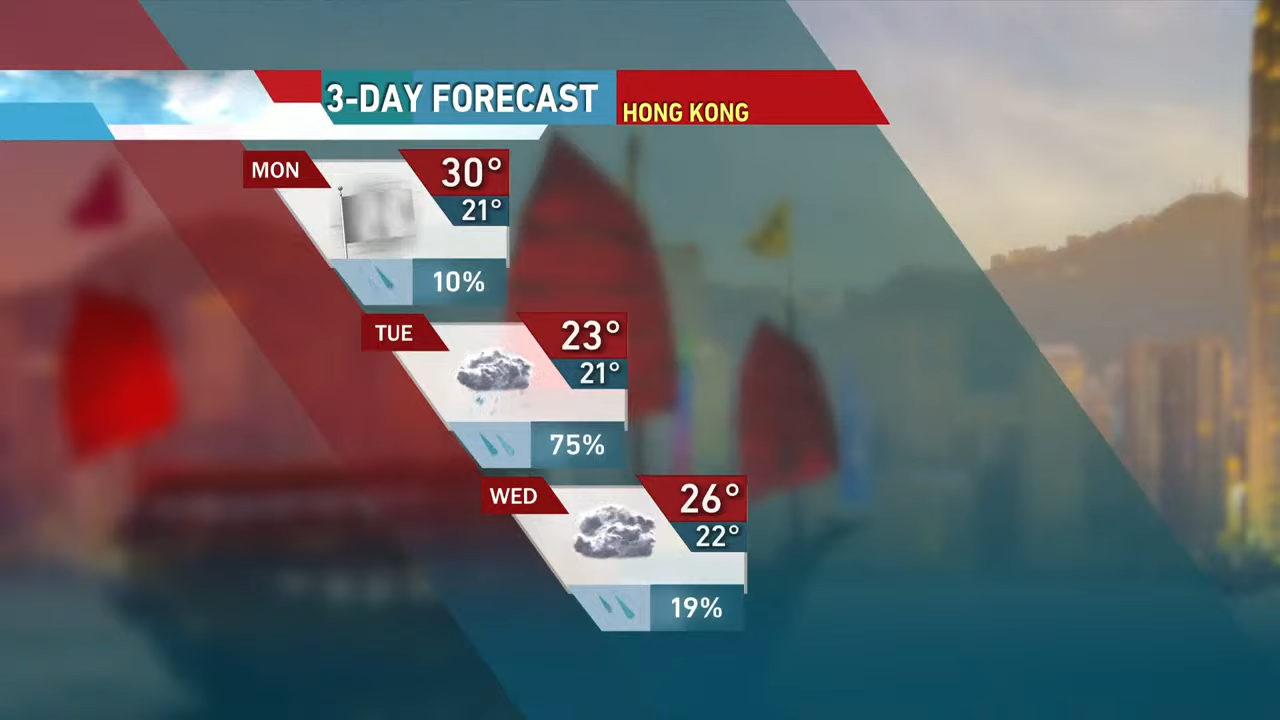 3-DAY FORECAST
HONG KONG
MON
30°
21°
10%
TUE
23°
21°
75%
WED
26°
22°
19%